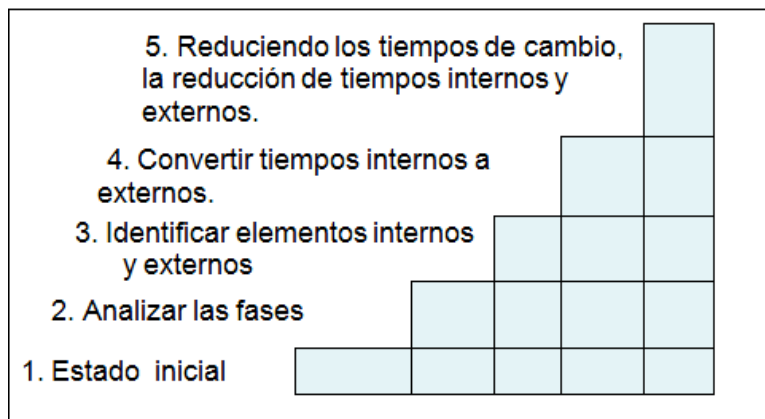 5. Reduciendo los tiempos de cambio,
la reducción de tiempos internos y
externos.
4. Convertir tiempos internos a
externos.
3. Identificar elementos internos
y externos
2. Analizar las fases
1. Estado inicial